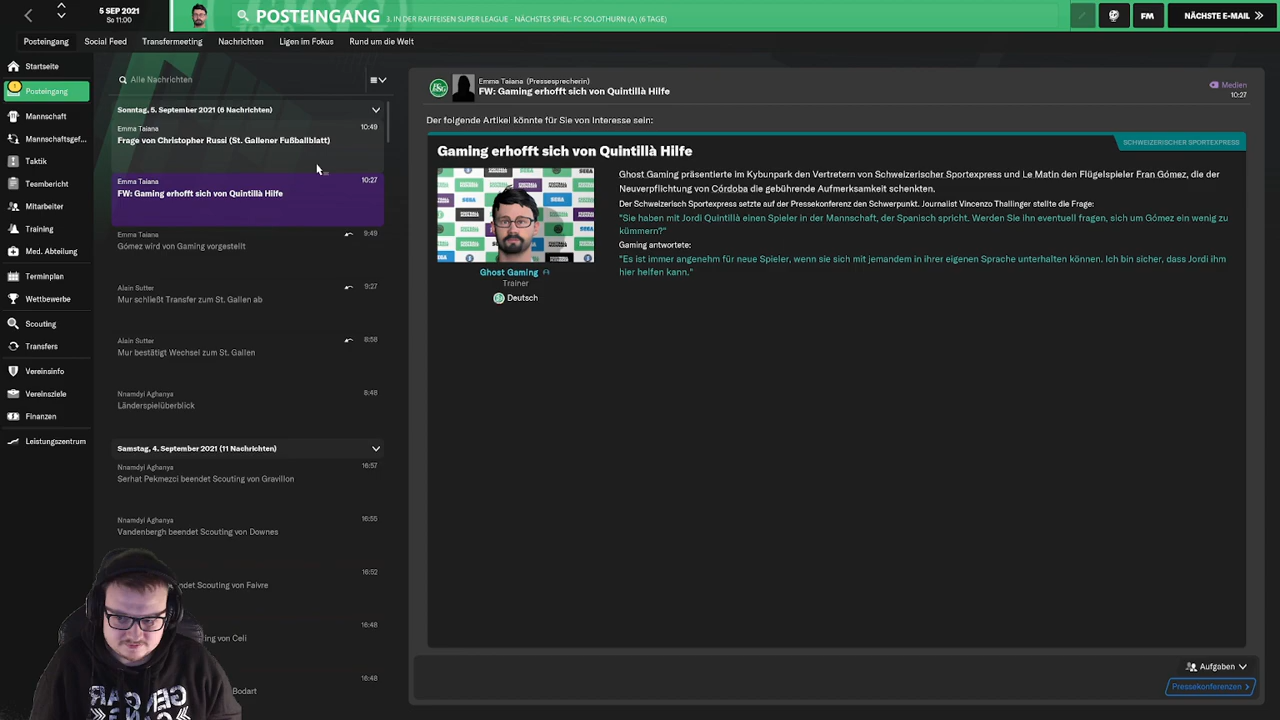 5 SEP 2021
So 11:00
POSTEINGANG
3. IN DER RAIFFEISEN SUPER LEAGUE - NÄCHSTES SPIEL: FC SOLOTHURN (A) (6 TAGE)
FM
NÄCHSTE E-MAIL
Posteingang
Social Feed
Transfermeeting
Nachrichten
Ligen im Fokus
Rund um die Welt
Startseite
Posteingang
Mannschaft
Mannschaftsgef...
Taktik
Teambericht
Mitarbeiter
Training
Med. Abteilung
Terminplan
Wettbewerbe
Scouting
Transfers
Vereinsinfo
Vereinsziele
Finanzen
Leistungszentrum
Alle Nachrichten
Sonntag, 5. September 2021 (6 Nachrichten)
Emma Taiana 10:49
Frage von Christopher Russi (St. Gallener Fußballblatt)
Emma Taiana 10:27
FW: Gaming erhofft sich von Quintillà Hilfe
Emma Taiana 9:49
Gómez wird von Gaming vorgestellt
Alain Sutter 9:27
Mur schließt Transfer zum St. Gallen ab
Alain Sutter 8:58
Mur bestätigt Wechsel zum St. Gallen
Nnamdyi Aghanya 8:48
Länderspielüberblick
Samstag, 4. September 2021 (11 Nachrichten)
Nnamdyi Aghanya 16:57
Serhat Pekmezci beendet Scouting von Gravillon
Nnamdyi Aghanya 16:55
Vandenbergh beendet Scouting von Downes
16:52
ndet Scouting von Faivre
16:48
ing von Celi
16:48
Bodart
Emma Taiana (Pressesprecherin)
FW: Gaming erhofft sich von Quintillà Hilfe
Medien
10:27
Der folgende Artikel könnte für Sie von Interesse sein:
SCHWEIZERISCHER SPORTEXPRESS
Gaming erhofft sich von Quintillà Hilfe
Ghost Gaming präsentierte im Kybunpark den Vertretern von Schweizerischer Sportexpress und Le Matin den Flügelspieler Fran Gómez, die der
Neuverpflichtung von Córdoba die gebührende Aufmerksamkeit schenkten.
Der Schweizerisch Sportexpress setzte auf der Pressekonferenz den Schwerpunkt. Journalist Vincenzo Thallinger stellte die Frage:
"Sie haben mit Jordi Quintillà einen Spieler in der Mannschaft, der Spanisch spricht. Werden Sie ihn eventuell fragen, sich um Gómez ein wenig zu
kümmern?"
Gaming antwortete:
"Es ist immer angenehm für neue Spieler, wenn sie sich mit jemandem in ihrer eigenen Sprache unterhalten können. Ich bin sicher, dass Jordi ihm
hier helfen kann."
SEGA
Ghost Gaming
Trainer
Deutsch
Aufgaben
Pressekonferenzen